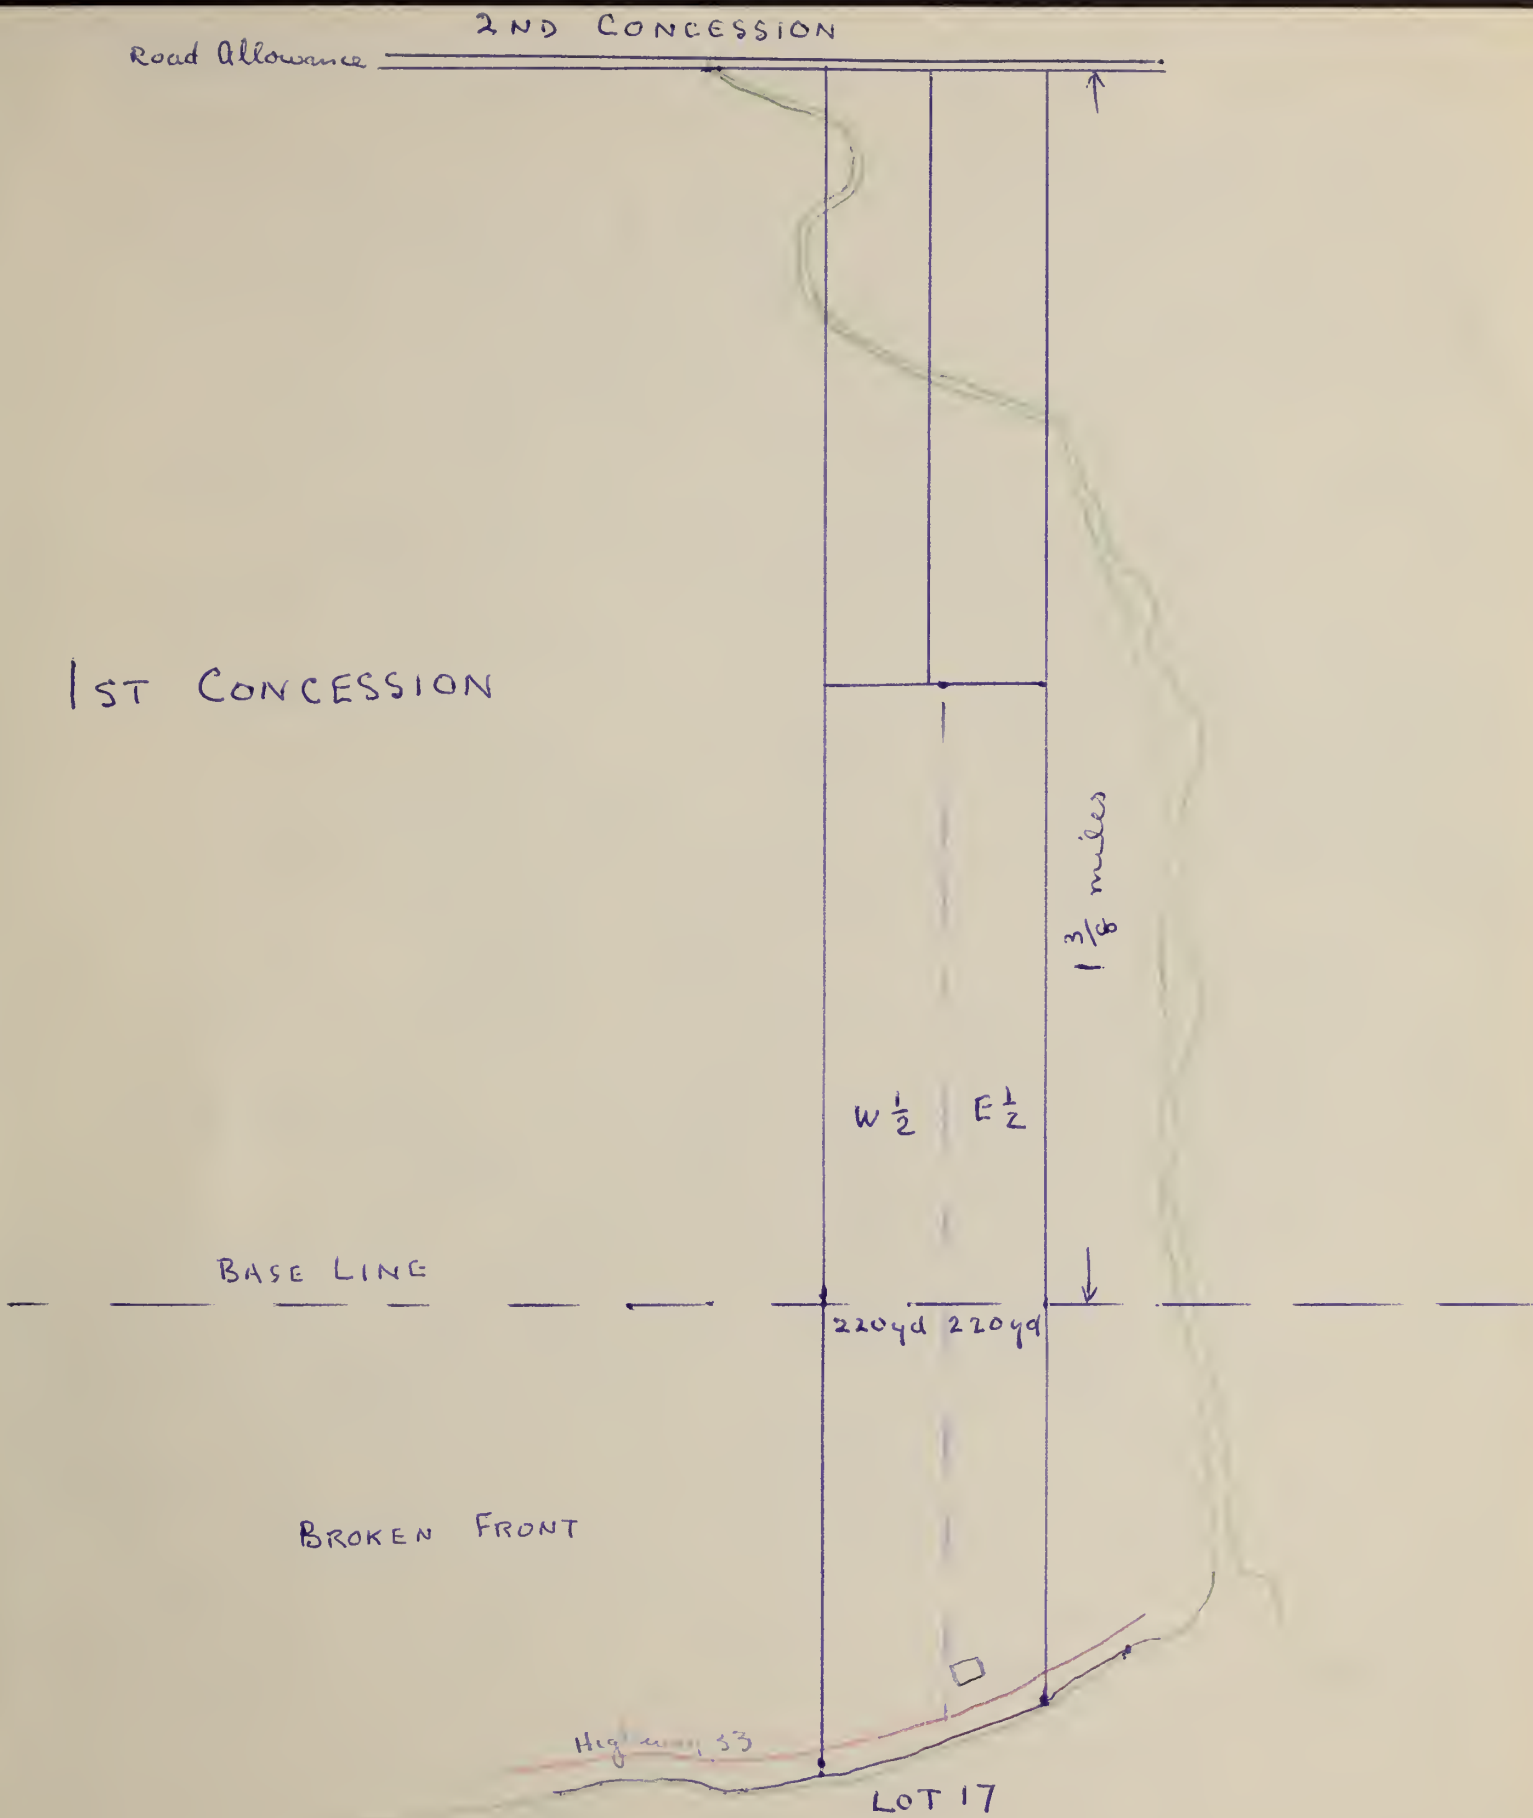 2ND CONCESSION
Road Allowance
1ST CONCESSION
1 3/8 miles
W 1/2 E 1/2
BASE LINE
220yd 220yd
BROKEN FRONT
Highway 33
LOT 17